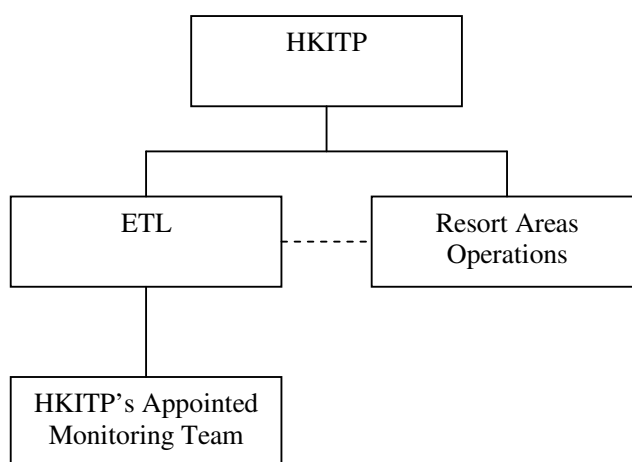 HKITP
ETL
Resort Areas
Operations
HKITP's Appointed
Monitoring Team